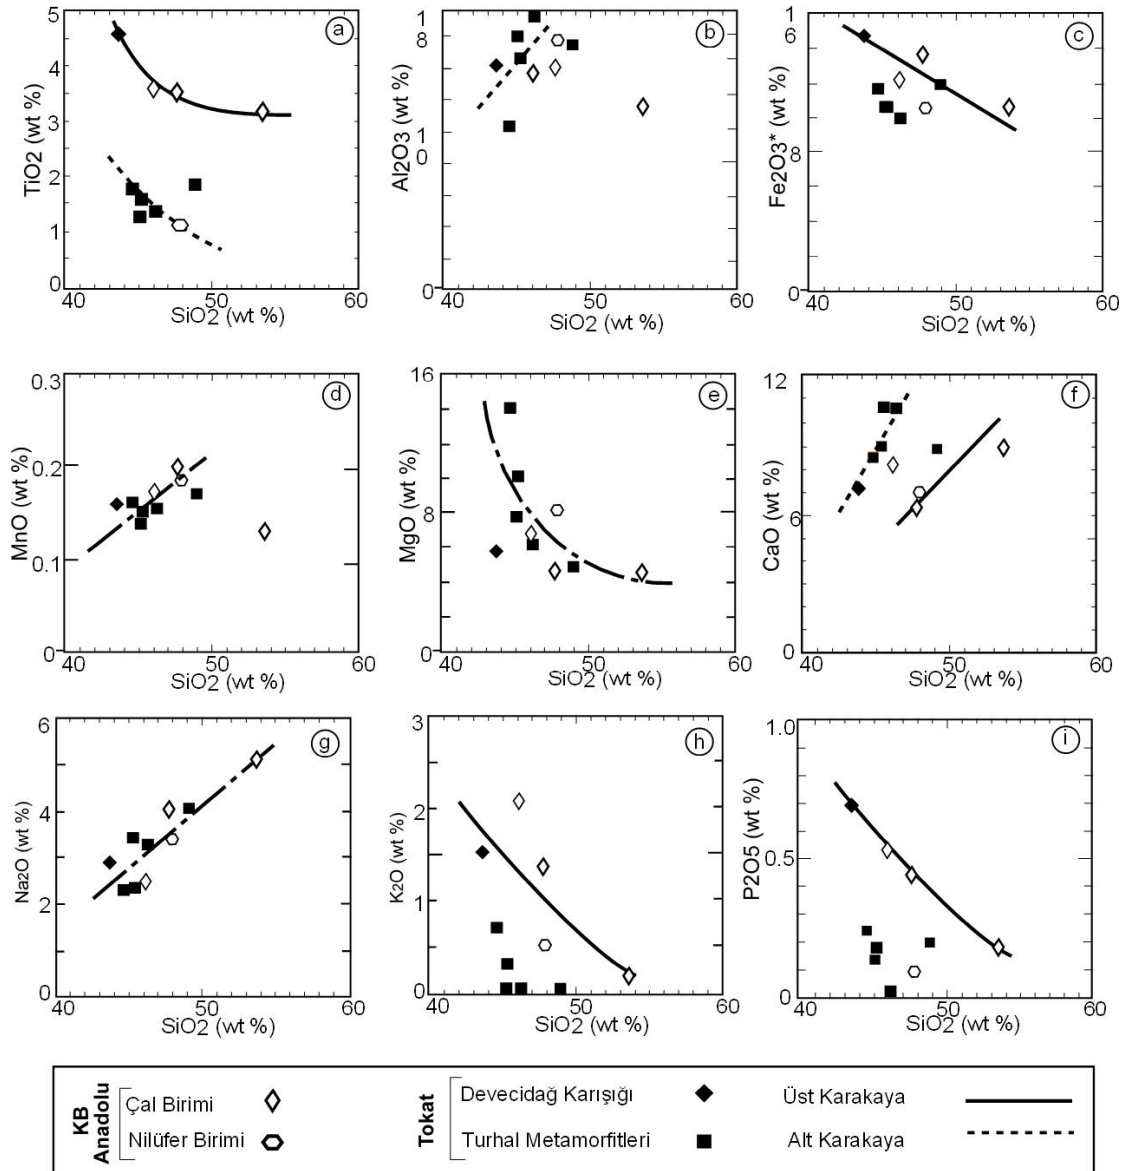 a
5
4
3
2
1
0
TiO2 (wt %)
40 50 60
SiO2 (wt %)
b
1
8
1
0
0
Al2O3 (wt %)
40 50 60
SiO2 (wt %)
c
1
6
8
0
Fe2O3* (wt %)
40 50 60
SiO2 (wt %)
d
0.3
0.2
0.1
0
MnO (wt %)
40 50 60
SiO2 (wt %)
e
16
8
0
MgO (wt %)
40 50 60
SiO2 (wt %)
f
12
6
0
CaO (wt %)
40 50 60
SiO2 (wt %)
g
6
4
2
0
Na2O (wt %)
40 50 60
SiO2 (wt %)
h
3
2
1
0
K2O (wt %)
40 50 60
SiO2 (wt %)
i
1.0
0.5
0
P2O5 (wt %)
40 50 60
SiO2 (wt %)
KB Anadolu
Çal Birimi
Nilüfer Birimi
Tokat
Devecidağ Karışığı
Turhal Metamorfitleri
Üst Karakaya
Alt Karakaya